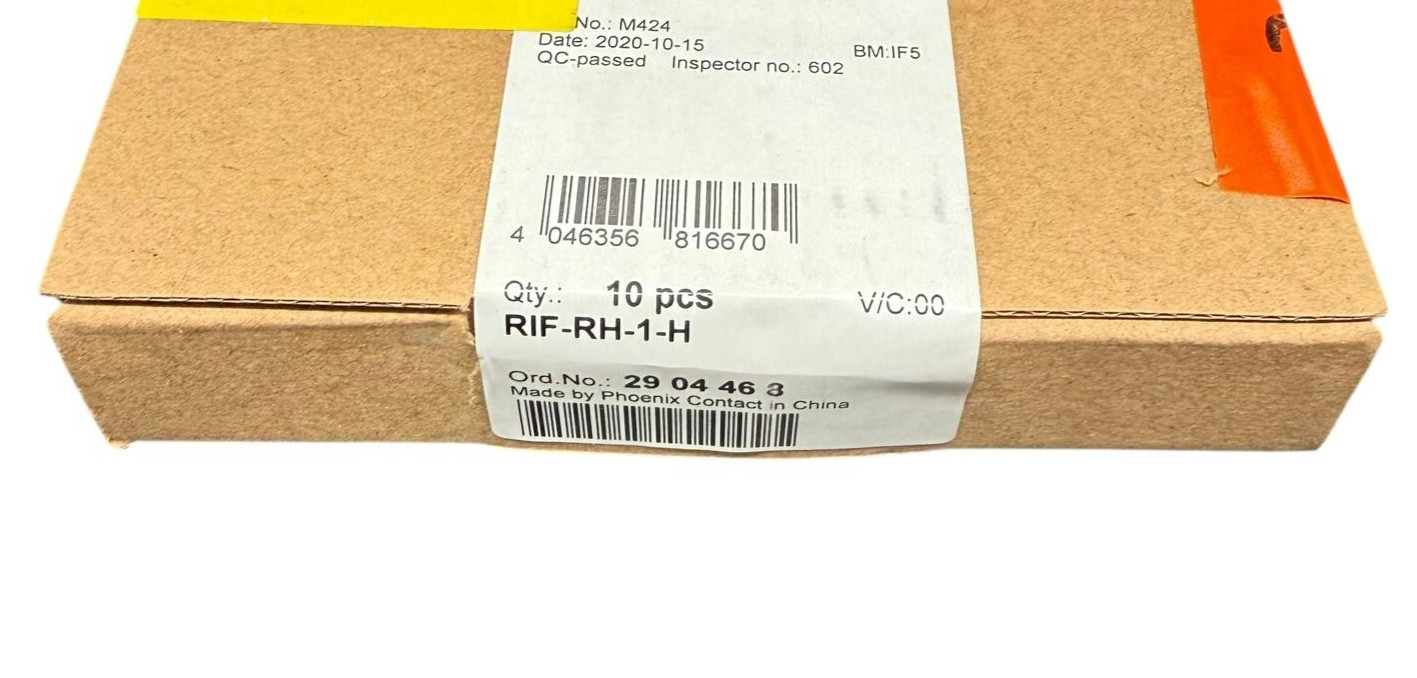 No.: M424
Date: 2020-10-15
BM:IF5
QC-passed Inspector no.: 602
4 046356 816670
Qty.: 10 pcs
V/C:00
RIF-RH-1-H
Ord.No.: 29 04 46 8
Made by Phoenix Contact in China